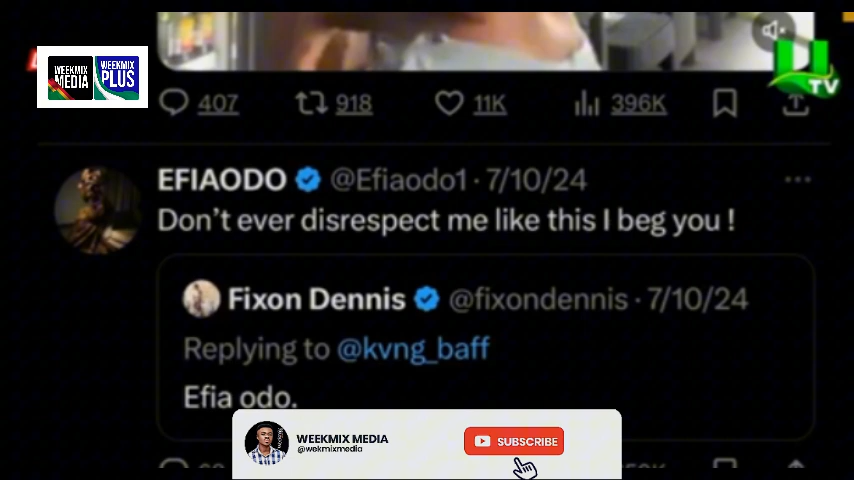 WEEKMIX
MEDIA
WEEKMIX
PLUS
U
TV
407 918 11K 396K
EFIAODO @Efiaodo1 · 7/10/24
Don't ever disrespect me like this I beg you !
Fixon Dennis @fixondennis · 7/10/24
Replying to @kvng_baff
Efia odo.
WEEKMIX MEDIA
@wekmixmedia
SUBSCRIBE